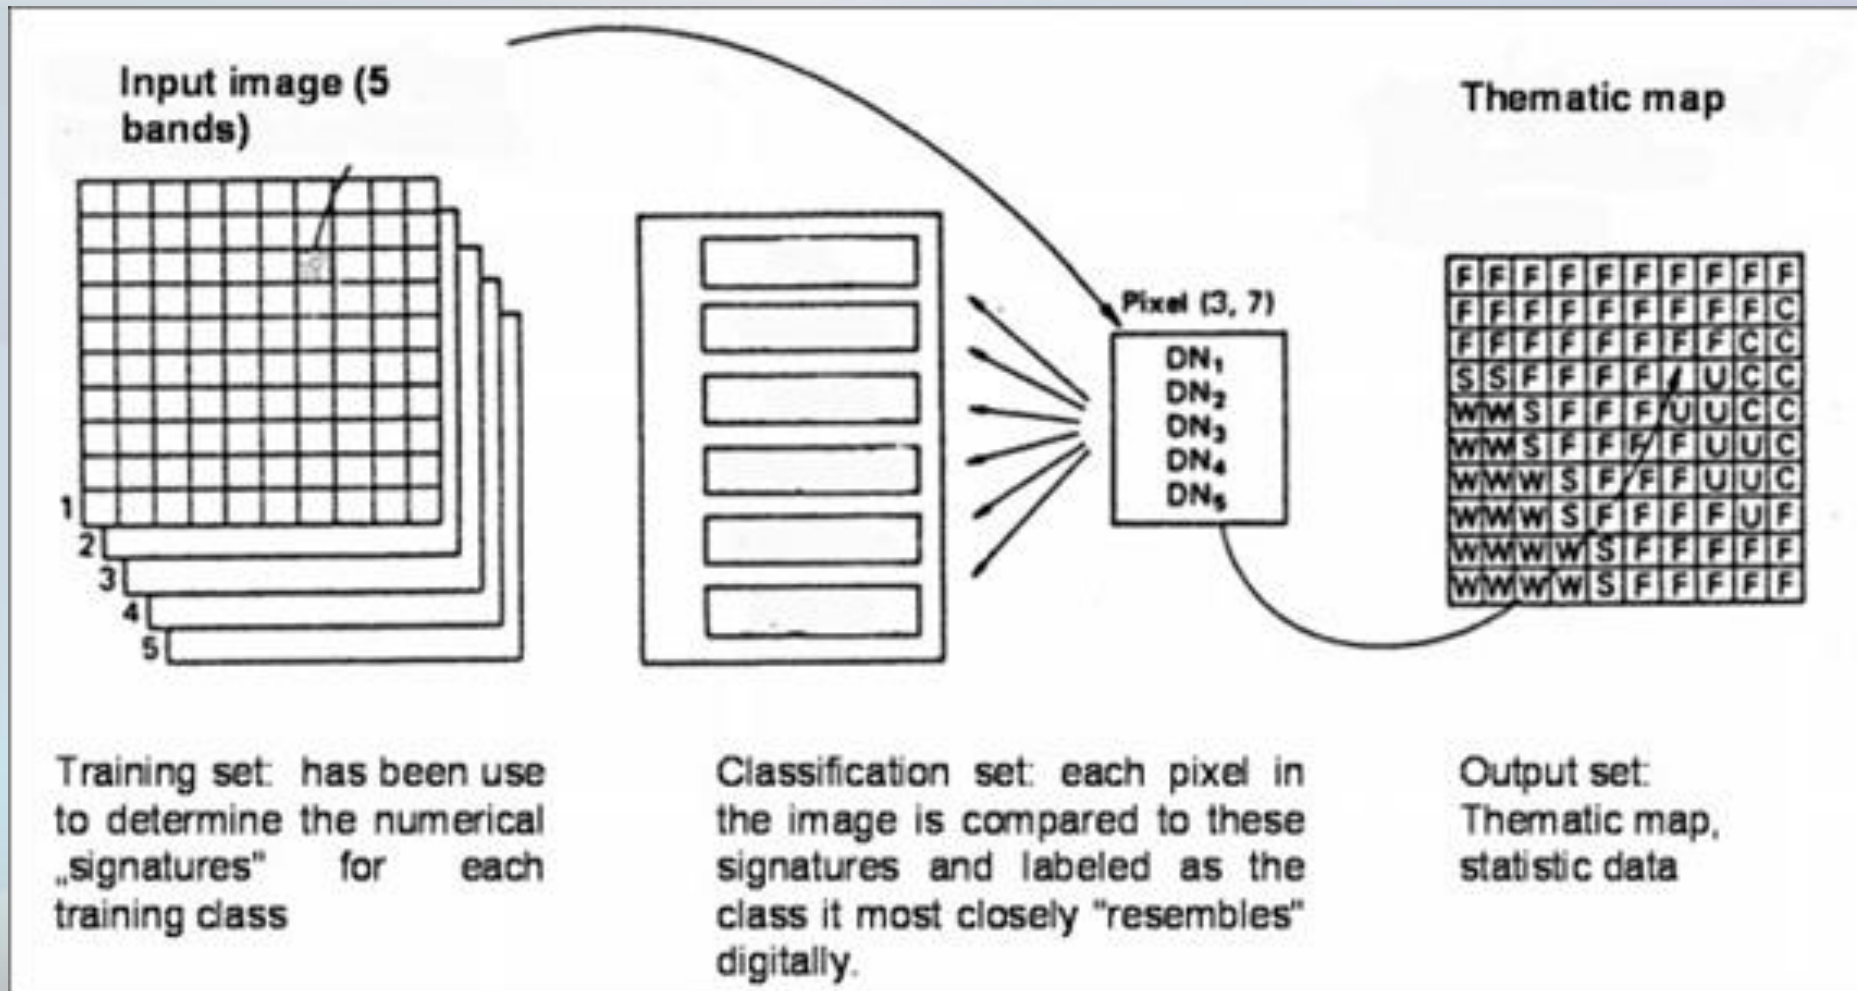 Input image (5
bands)
1
2
3
4
5
Pixel (3, 7)
DN₁
DN₂
DN₃
DN₄
DN₅
Thematic map
F F F F F F F F F F
F F F F F F F F F C
F F F F F F F F C C
S S F F F F U C C
W W S F F F U U C C
W W S F F F F U U C
W W W S F F F U U C
W W W S F F F F U F
W W W W S F F F F F
W W W W S F F F F F
Training set: has been use
to determine the numerical
„signatures" for each
training class
Classification set: each pixel in
the image is compared to these
signatures and labeled as the
class it most closely "resembles"
digitally.
Output set:
Thematic map,
statistic data